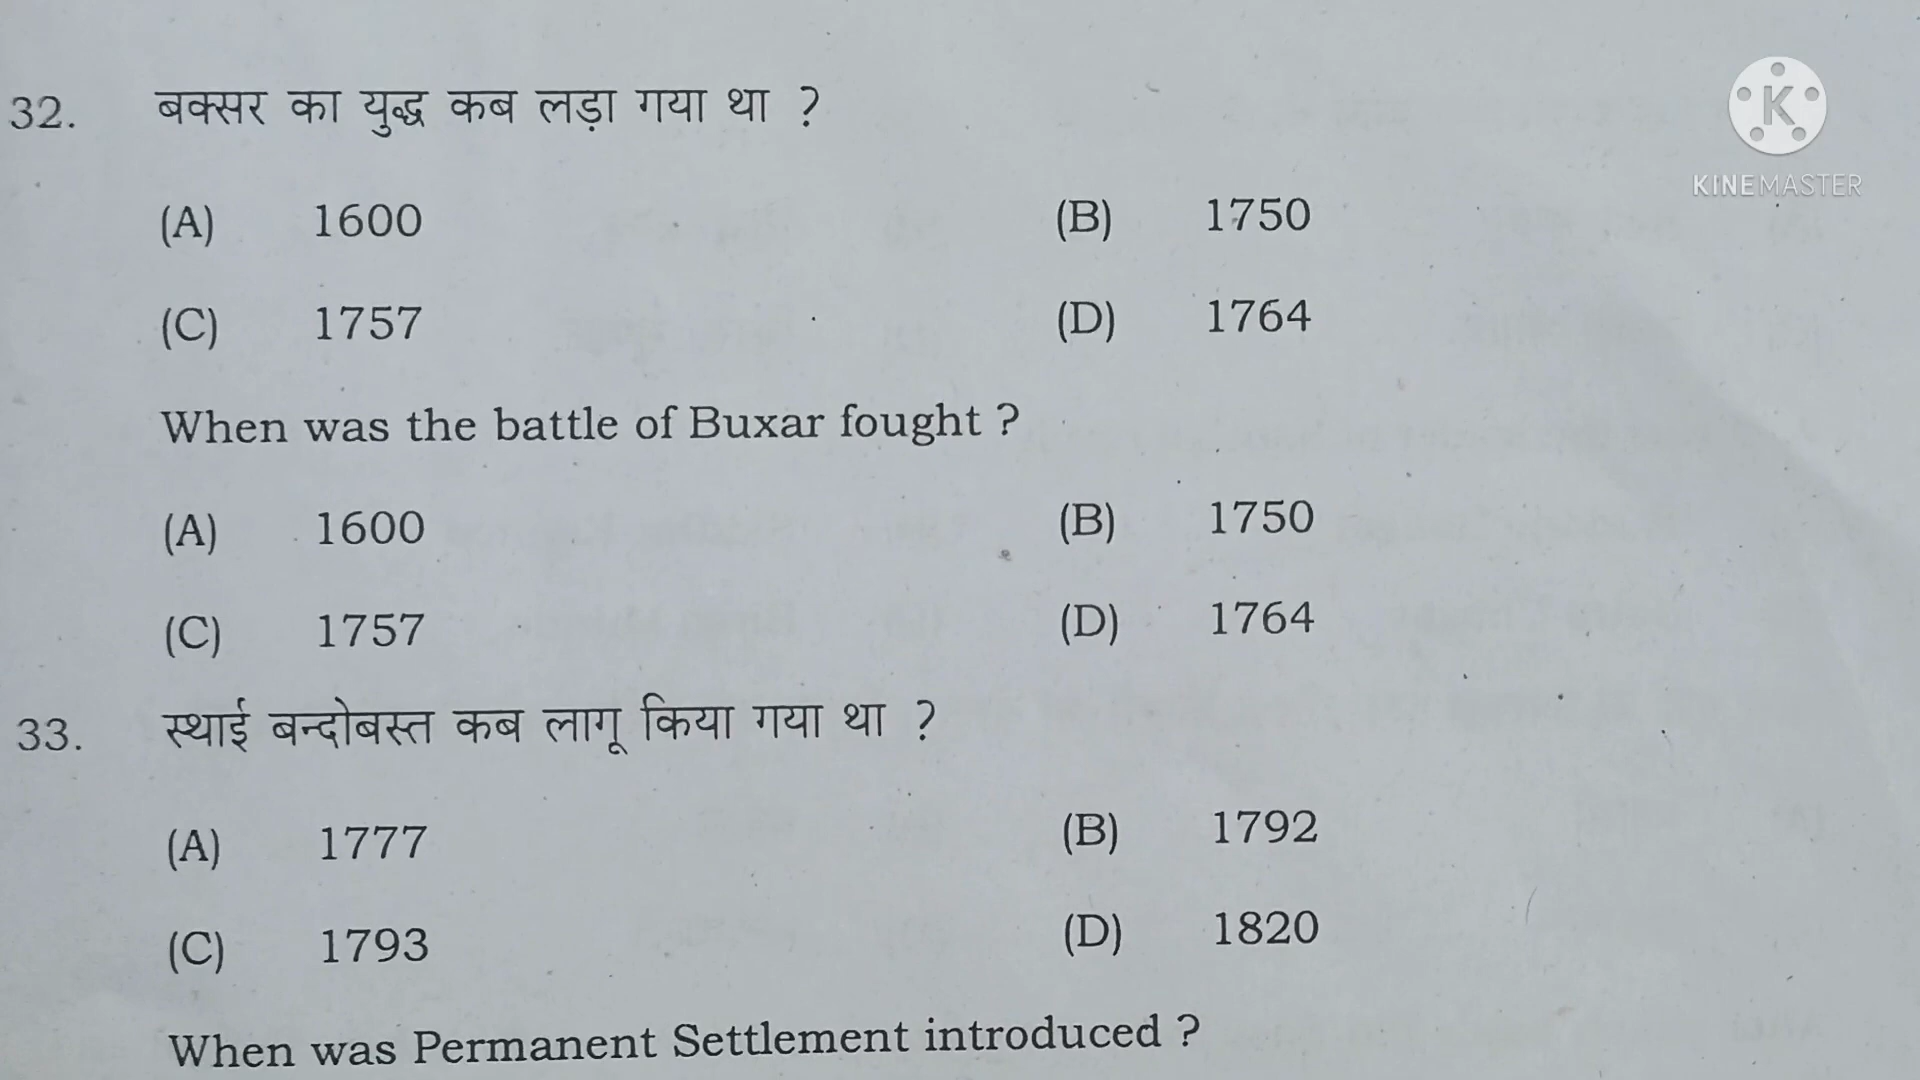 32. बक्सर का युद्ध कब लड़ा गया था ?
KINEMASTER
(A) 1600 (B) 1750
(C) 1757 (D) 1764
When was the battle of Buxar fought ?
(A) 1600 (B) 1750
(C) 1757 (D) 1764
33. स्थाई बन्दोबस्त कब लागू किया गया था ?
(A) 1777 (B) 1792
(C) 1793 (D) 1820
When was Permanent Settlement introduced ?